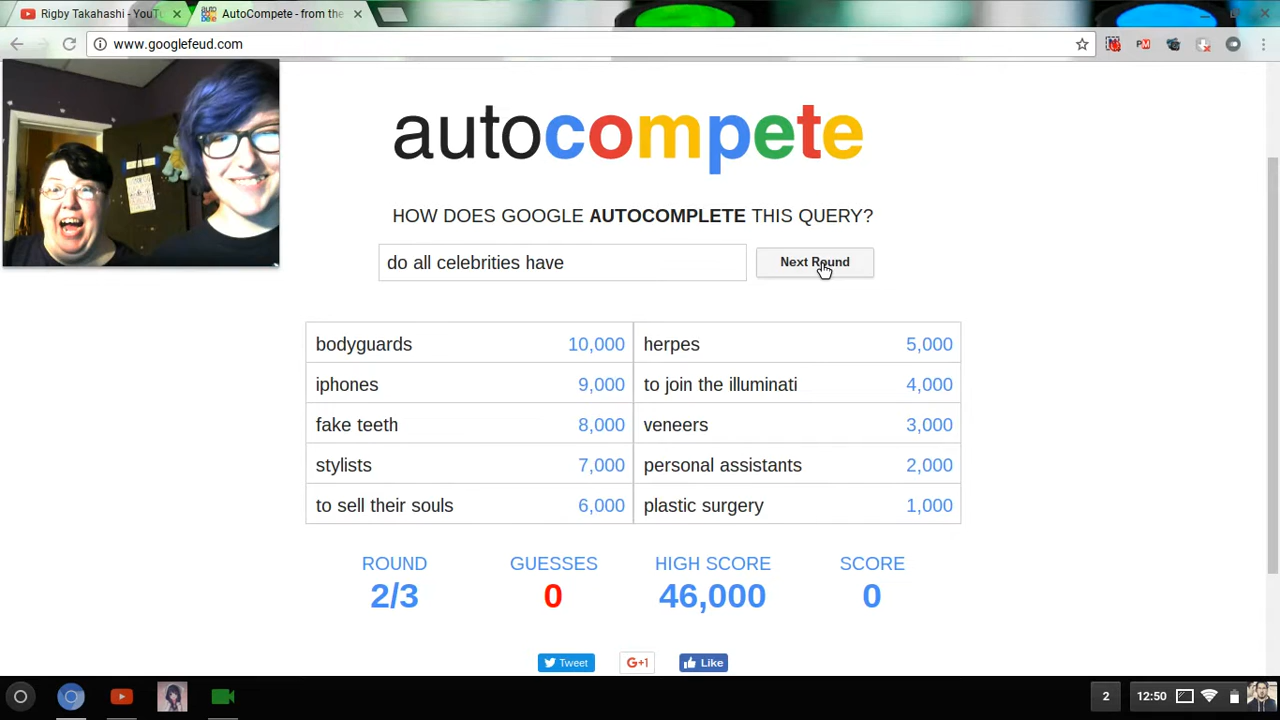 Rigby Takahashi - YouTu
AutoCompete - from the
www.googlefeud.com
autocompete
HOW DOES GOOGLE AUTOCOMPLETE THIS QUERY?
do all celebrities have
Next Round
bodyguards 10,000
herpes 5,000
iphones 9,000
to join the illuminati 4,000
fake teeth 8,000
veneers 3,000
stylists 7,000
personal assistants 2,000
to sell their souls 6,000
plastic surgery 1,000
ROUND GUESSES HIGH SCORE SCORE
2/3 0 46,000 0
Tweet G+1 Like
2 12:50